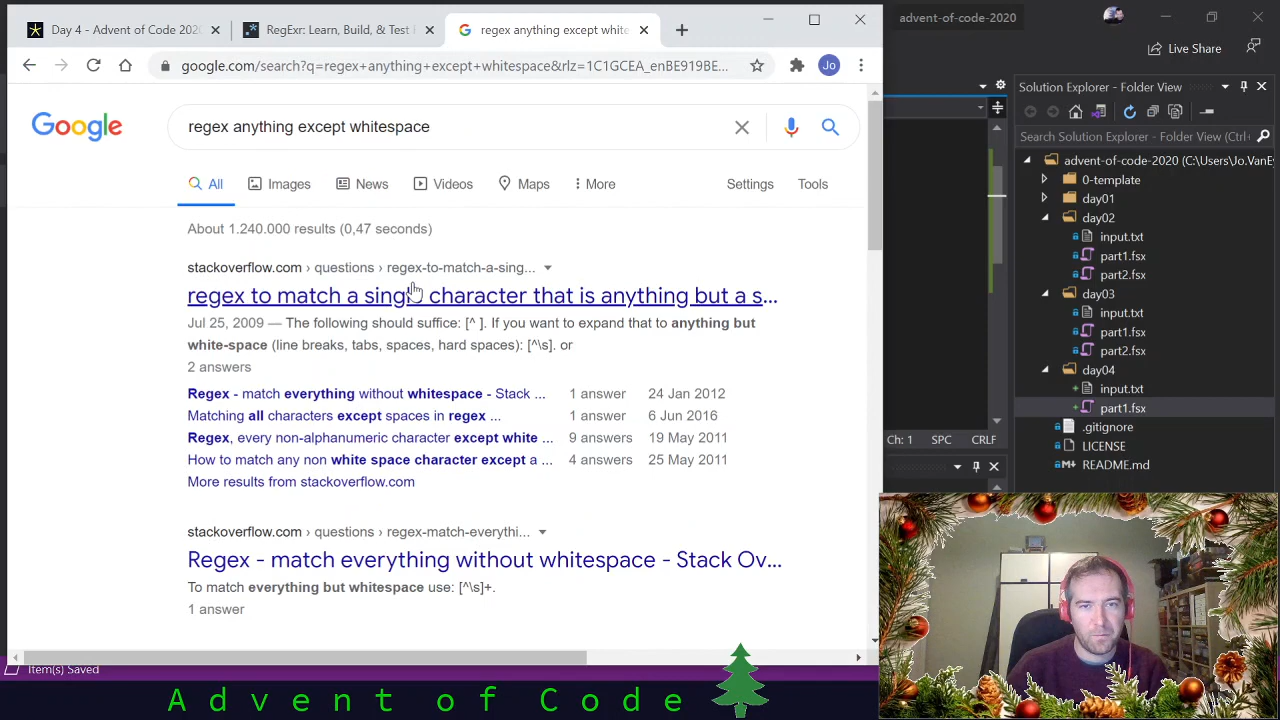 Day 4 - Advent of Code 2020
RegExr: Learn, Build, & Test
regex anything except white
advent-of-code-2020
google.com/search?q=regex+anything+except+whitespace&rlz=1C1GCEA_enBE919BE...
Jo
Live Share
Google
regex anything except whitespace
All
Images
News
Videos
Maps
More
Settings
Tools
About 1.240.000 results (0,47 seconds)
stackoverflow.com › questions › regex-to-match-a-sing...
regex to match a single character that is anything but a s...
Jul 25, 2009 — The following should suffice: [^ ]. If you want to expand that to anything but
white-space (line breaks, tabs, spaces, hard spaces): [^\s]. or
2 answers
Regex - match everything without whitespace - Stack ... 1 answer 24 Jan 2012
Matching all characters except spaces in regex ... 1 answer 6 Jun 2016
Regex, every non-alphanumeric character except white ... 9 answers 19 May 2011
How to match any non white space character except a ... 4 answers 25 May 2011
More results from stackoverflow.com
stackoverflow.com › questions › regex-match-everythi...
Regex - match everything without whitespace - Stack Ov...
To match everything but whitespace use: [^\s]+.
1 answer
Solution Explorer - Folder View
Search Solution Explorer - Folder View (Ctrl
advent-of-code-2020 (C:\Users\Jo.VanE
0-template
day01
day02
input.txt
part1.fsx
part2.fsx
day03
input.txt
part1.fsx
part2.fsx
day04
input.txt
part1.fsx
.gitignore
LICENSE
README.md
Ch: 1 SPC CRLF
Item(s) Saved
Advent of Code